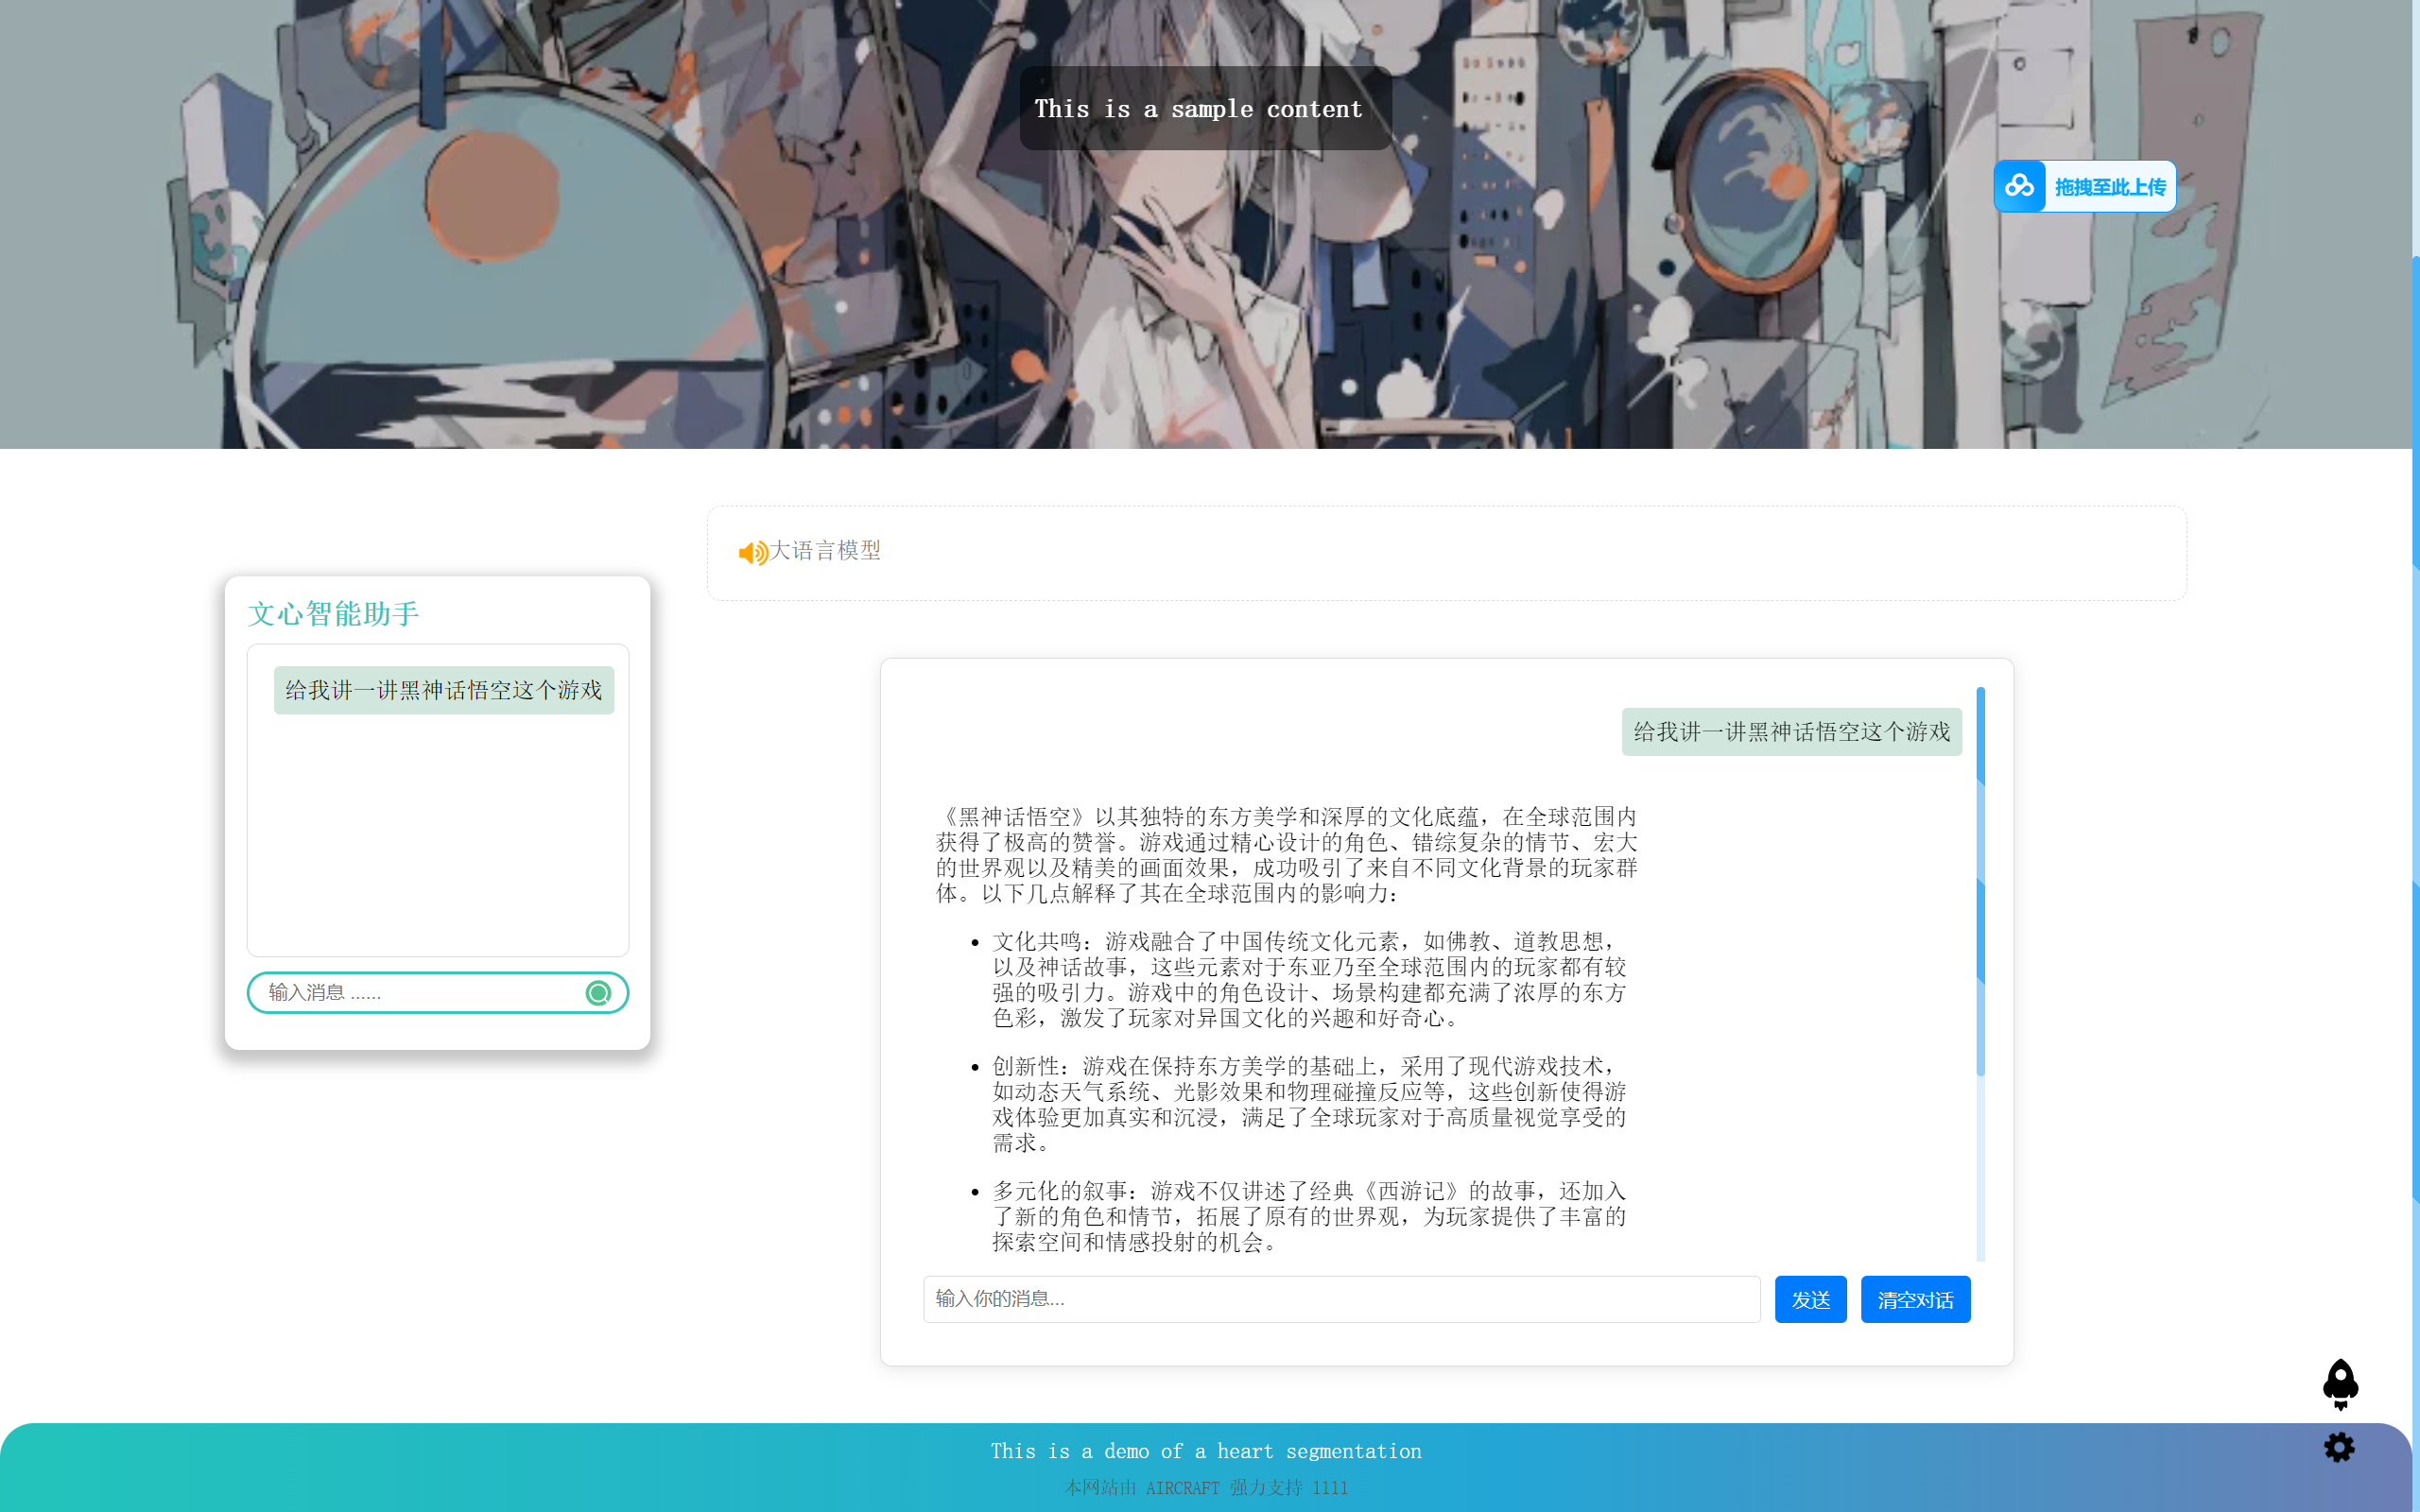 This is a sample content
拖拽至此上传
大语言模型
文心智能助手
给我讲一讲黑神话悟空这个游戏
输入消息 ......
给我讲一讲黑神话悟空这个游戏
《黑神话悟空》以其独特的东方美学和深厚的文化底蕴，在全球范围内
获得了极高的赞誉。游戏通过精心设计的角色、错综复杂的情节、宏大
的世界观以及精美的画面效果，成功吸引了来自不同文化背景的玩家群
体。以下几点解释了其在全球范围内的影响力：
• 文化共鸣：游戏融合了中国传统文化元素，如佛教、道教思想，
以及神话故事，这些元素对于东亚乃至全球范围内的玩家都有较
强的吸引力。游戏中的角色设计、场景构建都充满了浓厚的东方
色彩，激发了玩家对异国文化的兴趣和好奇心。
• 创新性：游戏在保持东方美学的基础上，采用了现代游戏技术，
如动态天气系统、光影效果和物理碰撞反应等，这些创新使得游
戏体验更加真实和沉浸，满足了全球玩家对于高质量视觉享受的
需求。
• 多元化的叙事：游戏不仅讲述了经典《西游记》的故事，还加入
了新的角色和情节，拓展了原有的世界观，为玩家提供了丰富的
探索空间和情感投射的机会。
输入你的消息...
发送
清空对话
This is a demo of a heart segmentation
本网站由 AIRCRAFT 强力支持 1111